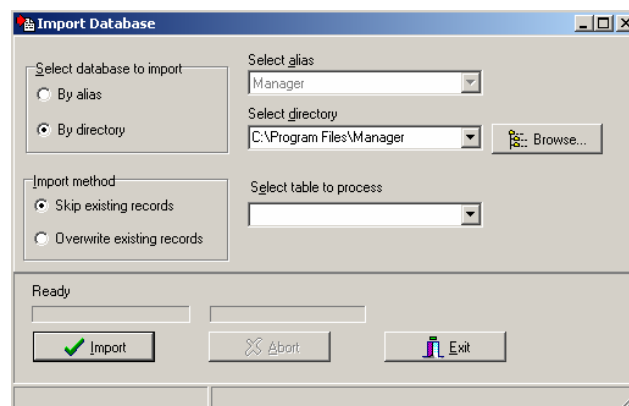 Import Database
Select database to import
By alias
By directory
Select alias
Manager
Select directory
C:\Program Files\Manager
Browse...
Import method
Skip existing records
Overwrite existing records
Select table to process
Ready
Import
Abort
Exit